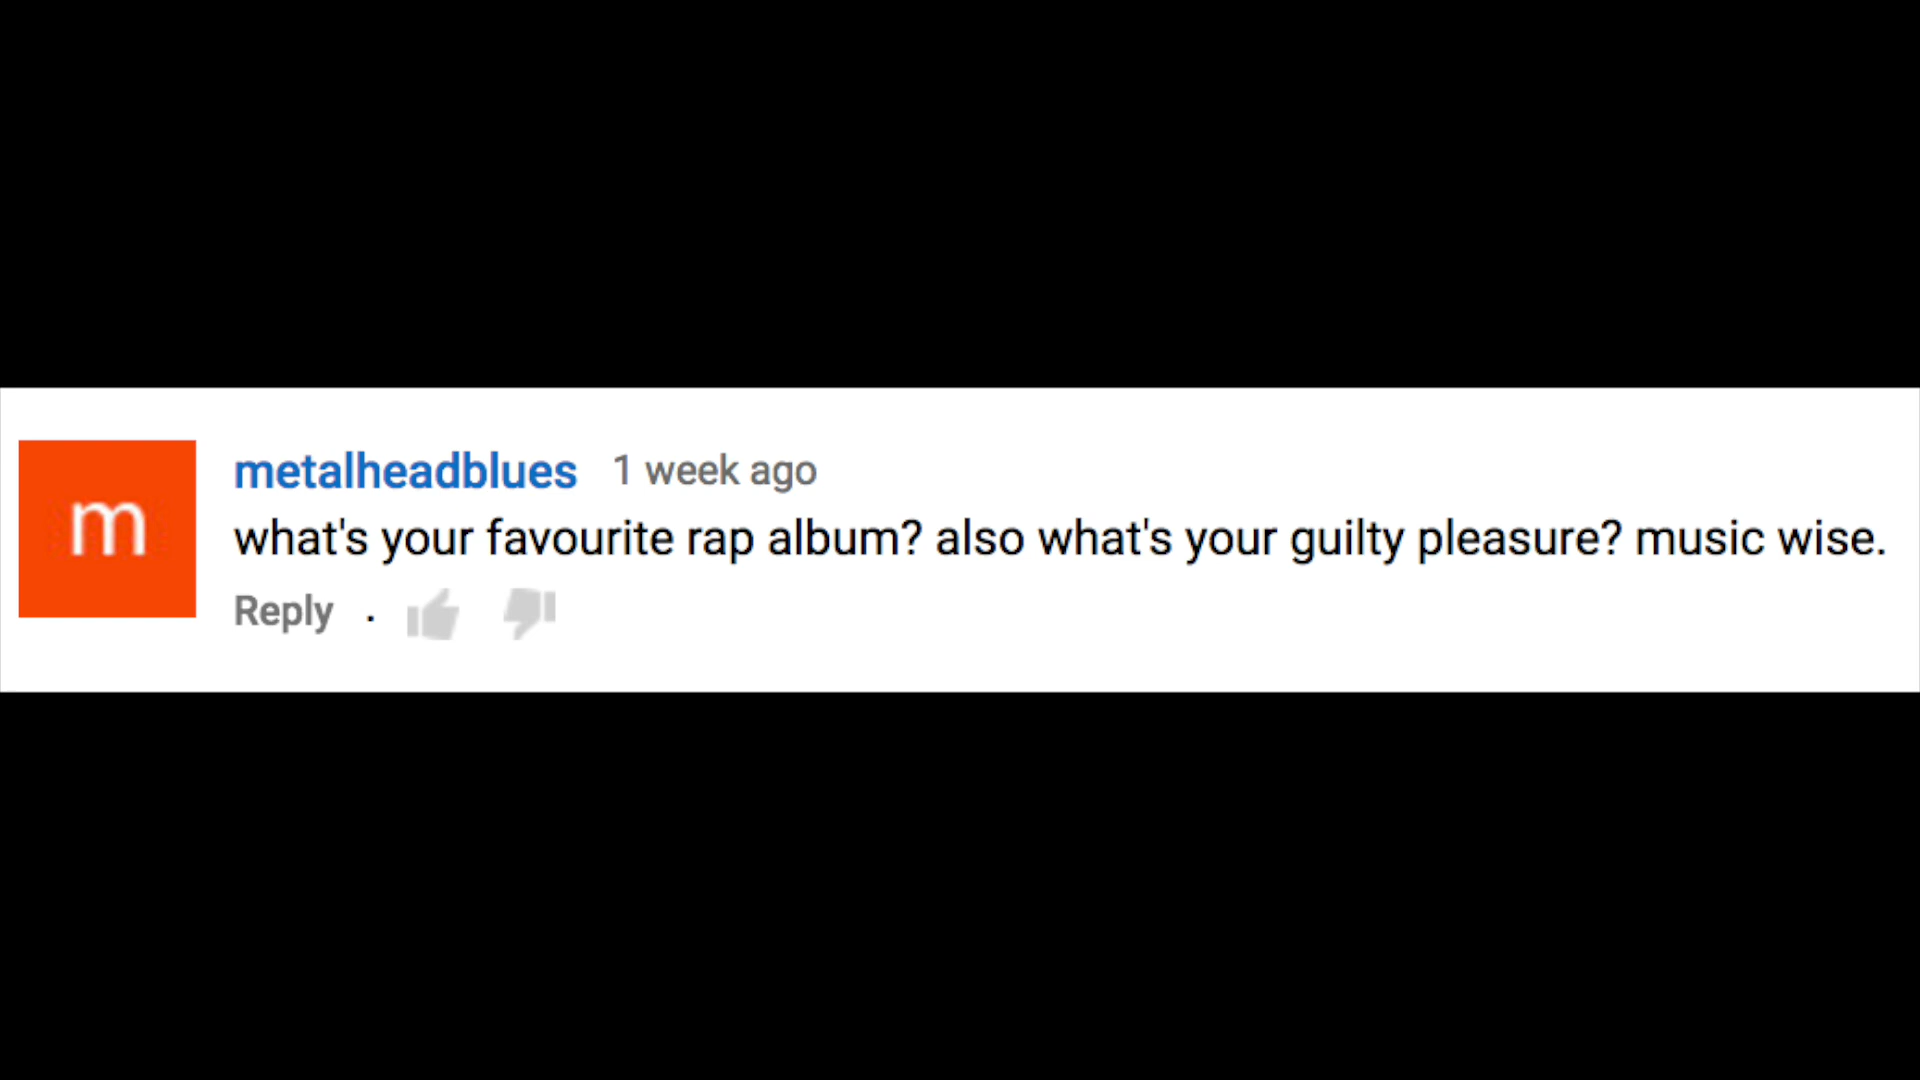 m
metalheadblues 1 week ago
what's your favourite rap album? also what's your guilty pleasure? music wise.
Reply .